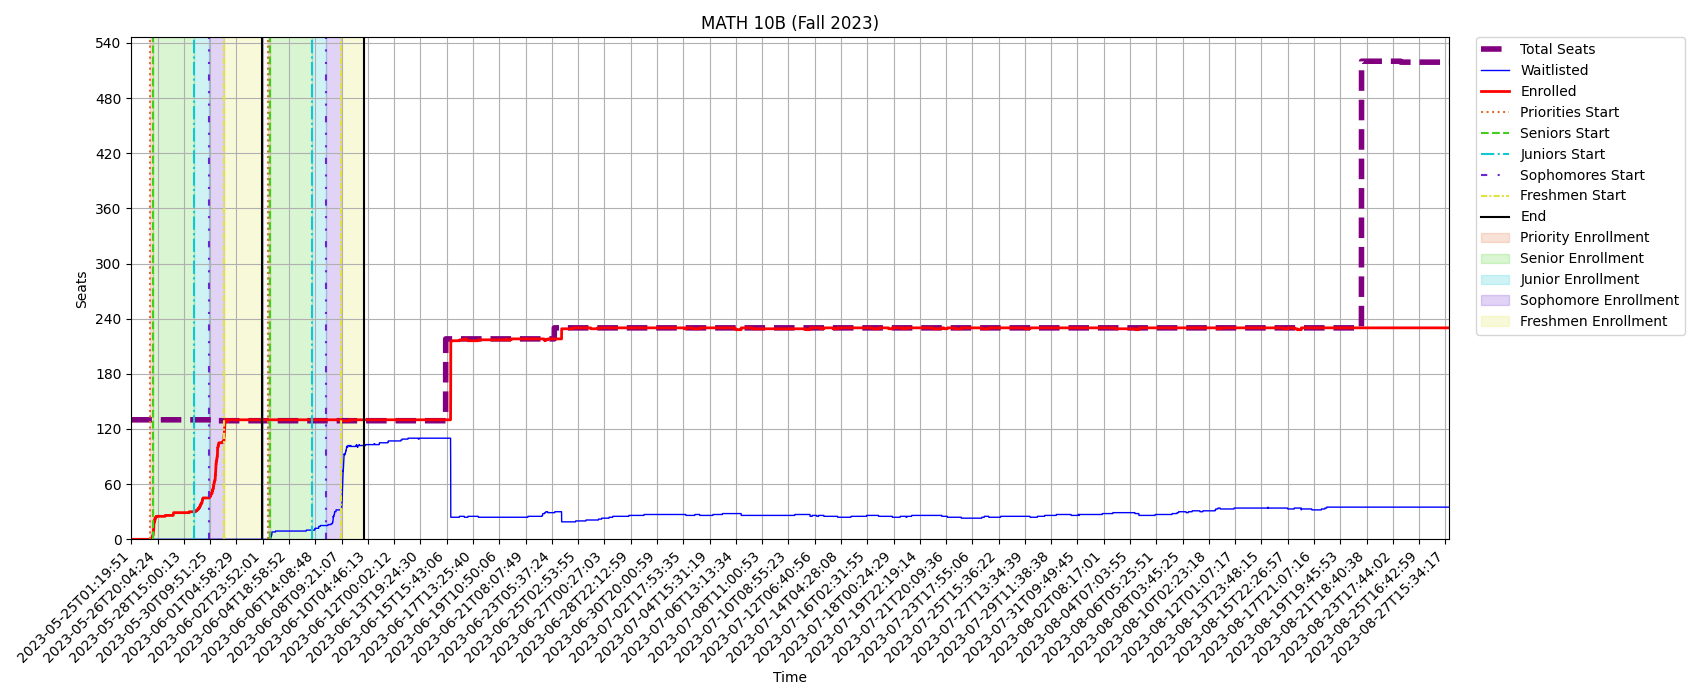 MATH 10B (Fall 2023)
Seats
540
480
420
360
300
240
180
120
60
0
2023-05-25T01:19:51
2023-05-26T20:04:24
2023-05-28T15:00:13
2023-05-30T09:51:25
2023-06-01T04:58:29
2023-06-02T23:52:01
2023-06-04T18:58:52
2023-06-06T14:08:48
2023-06-08T09:21:07
2023-06-10T04:46:13
2023-06-12T00:02:12
2023-06-13T19:24:30
2023-06-15T15:43:06
2023-06-17T13:25:40
2023-06-19T10:50:06
2023-06-21T08:07:49
2023-06-23T05:37:24
2023-06-25T02:53:55
2023-06-27T00:27:03
2023-06-28T22:12:59
2023-06-30T20:00:59
2023-07-02T17:53:35
2023-07-04T15:31:19
2023-07-06T13:13:34
2023-07-08T11:00:53
2023-07-10T08:55:23
2023-07-12T06:40:56
2023-07-14T04:28:08
2023-07-16T02:31:55
2023-07-18T00:24:29
2023-07-19T22:19:14
2023-07-21T20:09:36
2023-07-23T17:55:06
2023-07-25T15:36:22
2023-07-27T13:34:39
2023-07-29T11:38:38
2023-07-31T09:49:45
2023-08-02T08:17:01
2023-08-04T07:03:55
2023-08-06T05:25:51
2023-08-08T03:45:25
2023-08-10T02:23:18
2023-08-12T01:07:17
2023-08-13T23:48:15
2023-08-15T22:26:57
2023-08-17T21:07:16
2023-08-19T19:45:53
2023-08-21T18:40:38
2023-08-23T17:44:02
2023-08-25T16:42:59
2023-08-27T15:34:17
Time
Total Seats
Waitlisted
Enrolled
Priorities Start
Seniors Start
Juniors Start
Sophomores Start
Freshmen Start
End
Priority Enrollment
Senior Enrollment
Junior Enrollment
Sophomore Enrollment
Freshmen Enrollment